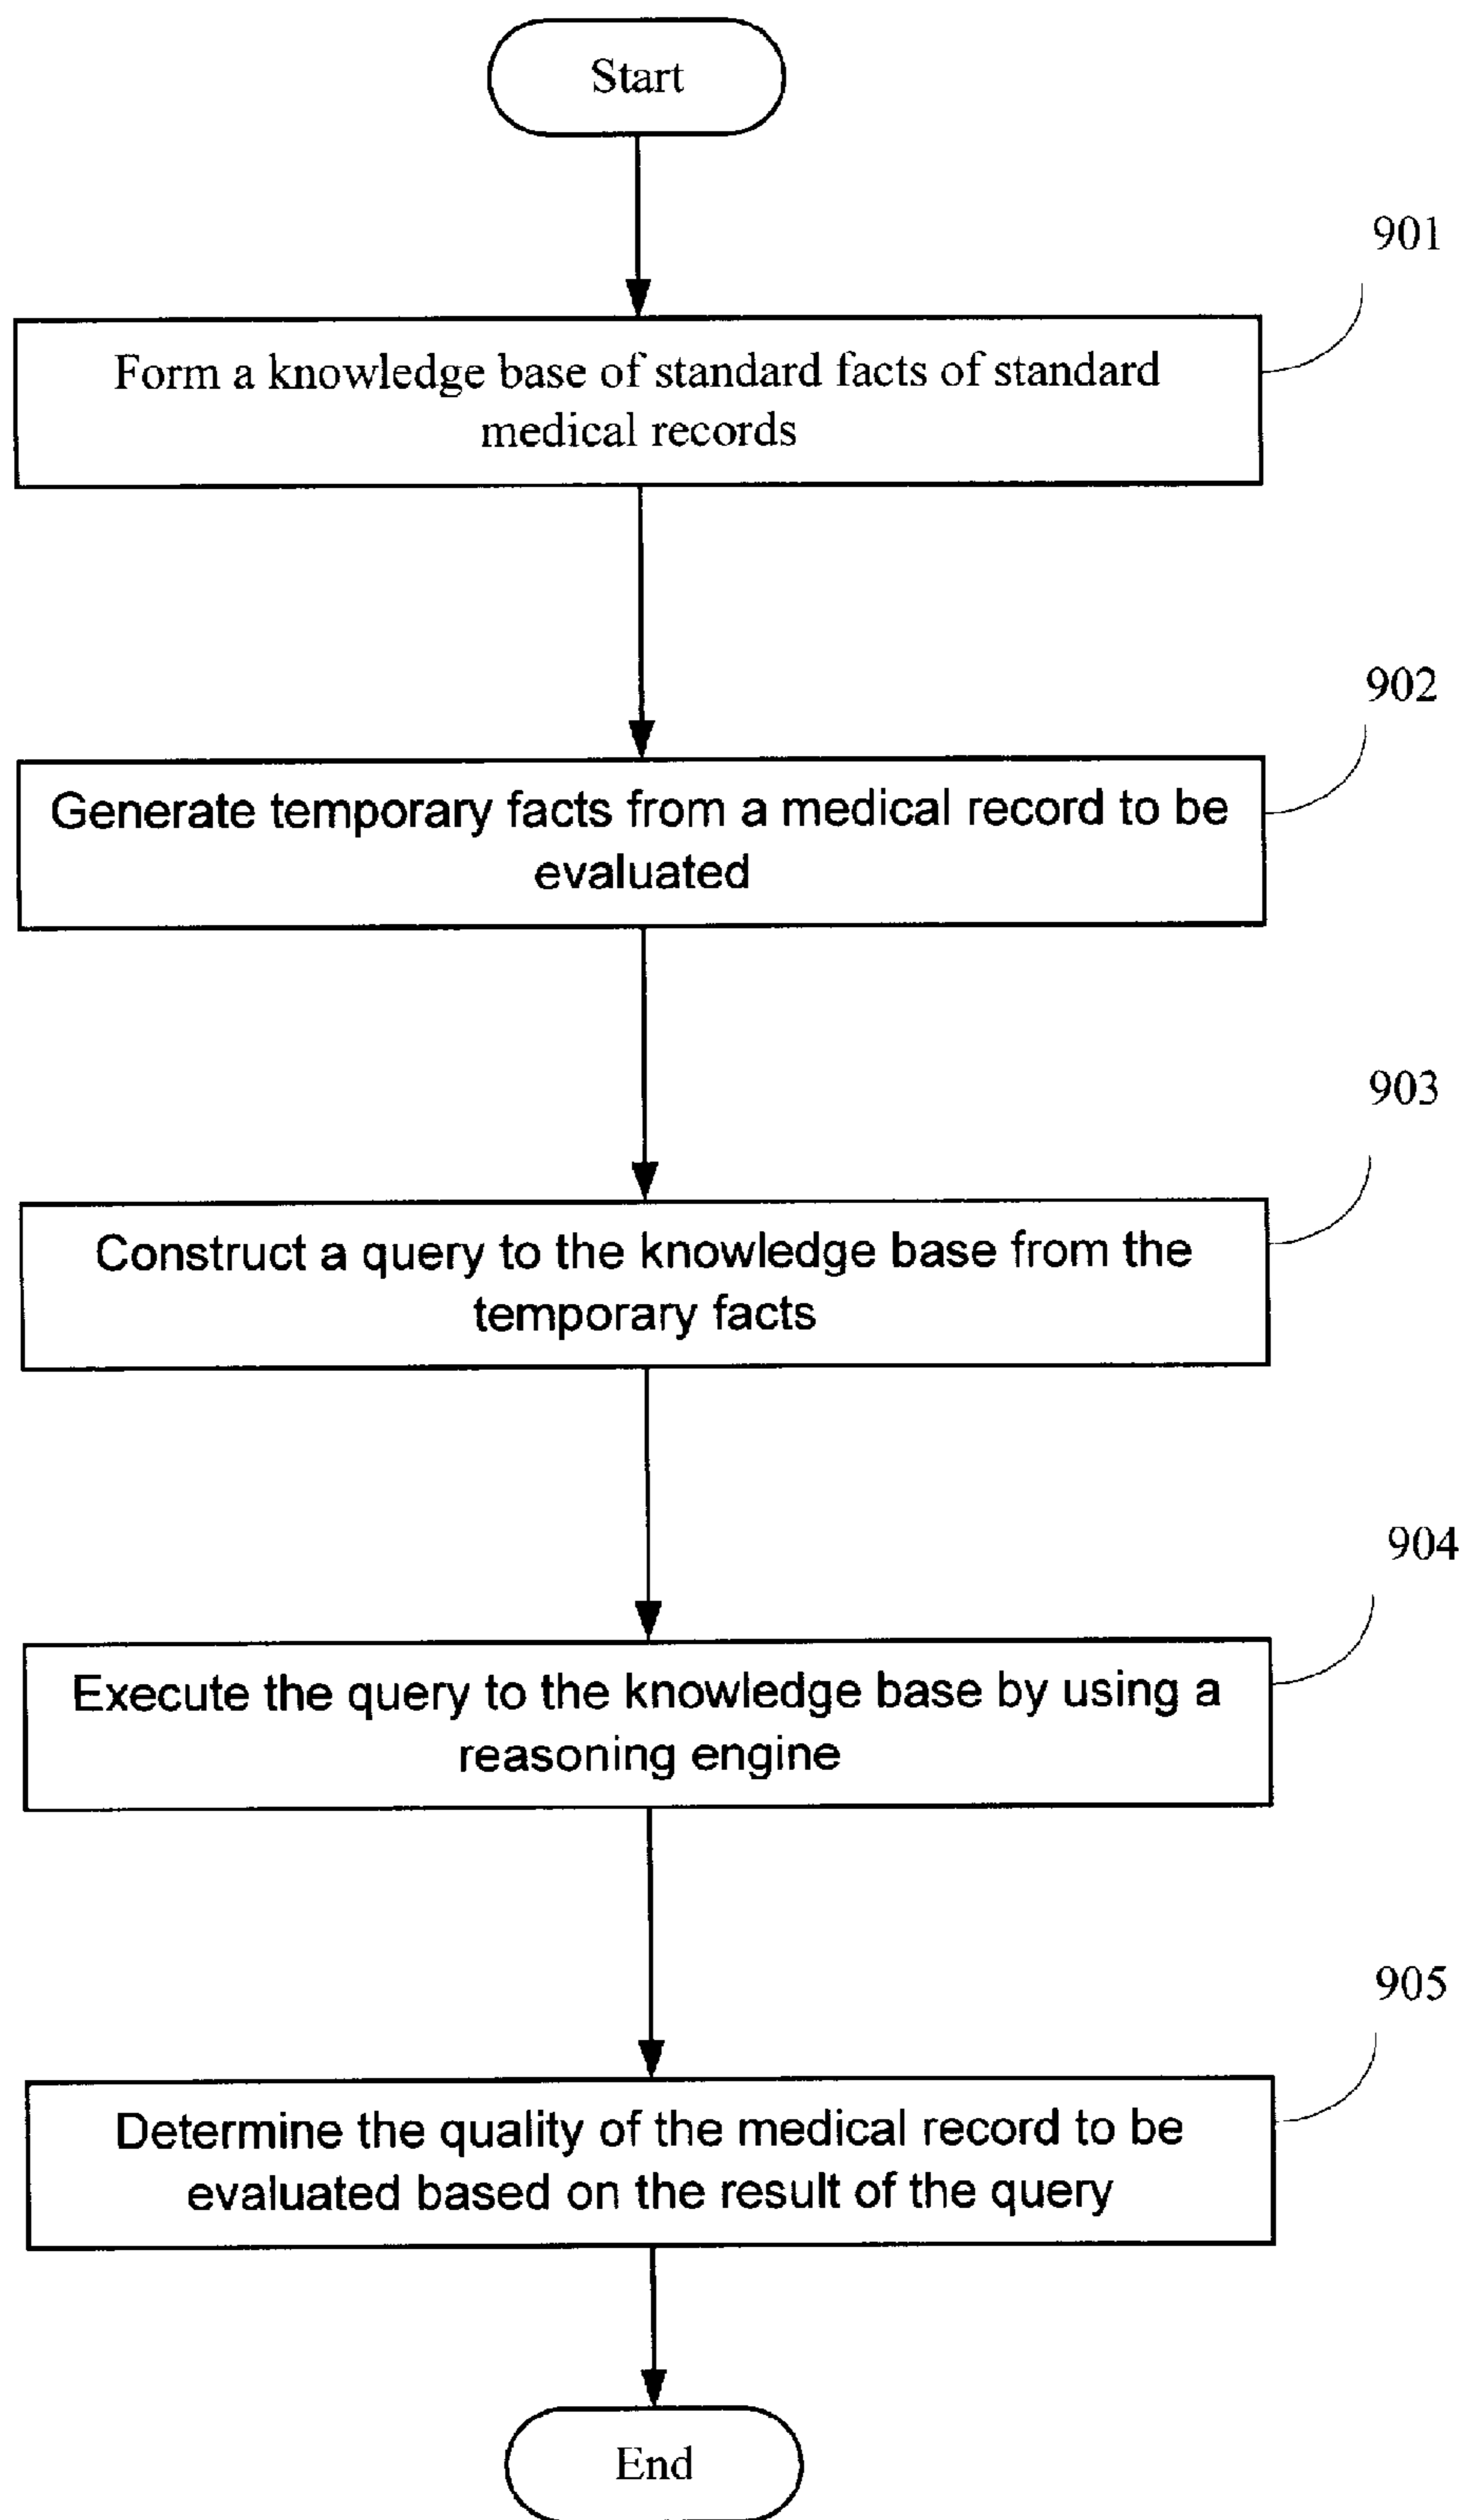 Start
901
Form a knowledge base of standard facts of standard
medical records
902
Generate temporary facts from a medical record to be
evaluated
903
Construct a query to the knowledge base from the
temporary facts
904
Execute the query to the knowledge base by using a
reasoning engine
905
Determine the quality of the medical record to be
evaluated based on the result of the query
End